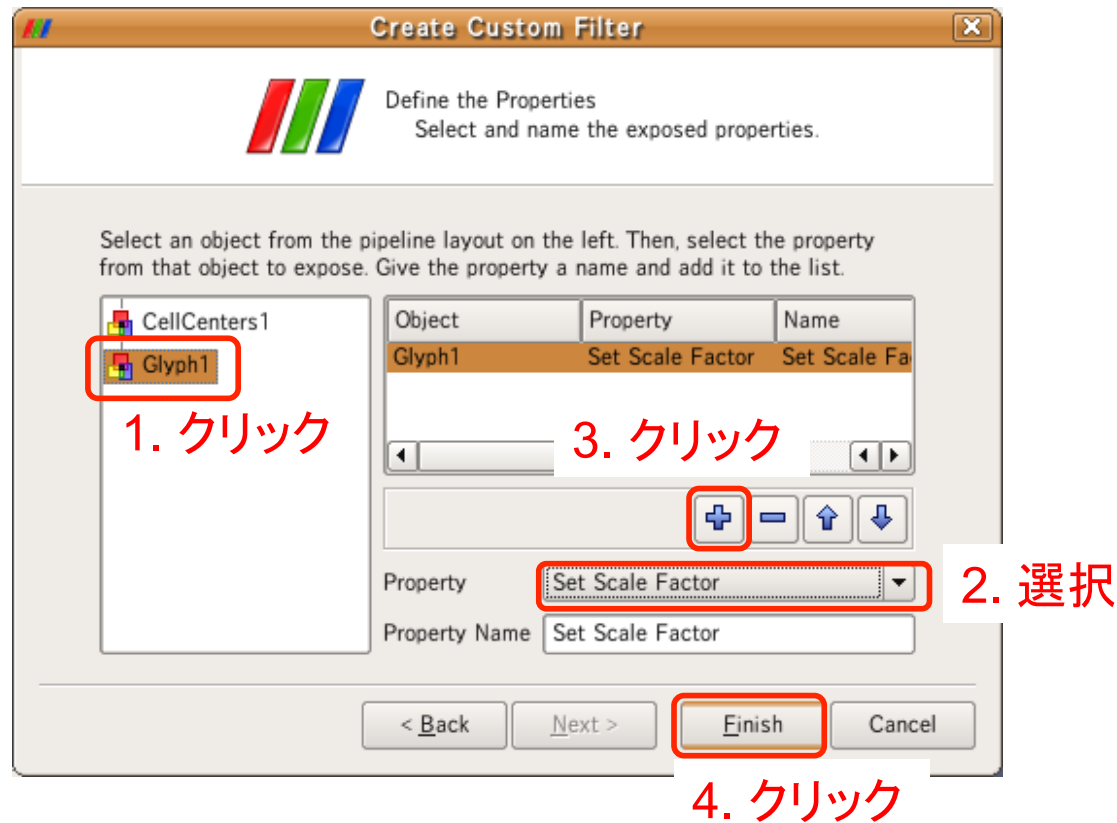 Create Custom Filter
Define the Properties
Select and name the exposed properties.
Select an object from the pipeline layout on the left. Then, select the property
from that object to expose. Give the property a name and add it to the list.
CellCenters1
Glyph1
1. クリック
Object Property Name
Glyph1 Set Scale Factor Set Scale Fa
3. クリック
Property Set Scale Factor
2. 選択
Property Name Set Scale Factor
< Back Next > Finish Cancel
4. クリック